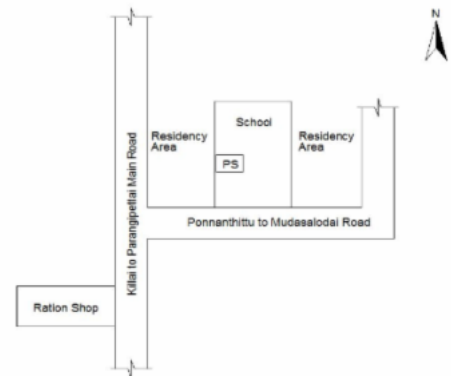 N
School
Residency
Area
Residency
Area
PS
Killai to Parangipettai Main Road
Ponnanthittu to Mudasalodai Road
Ration Shop